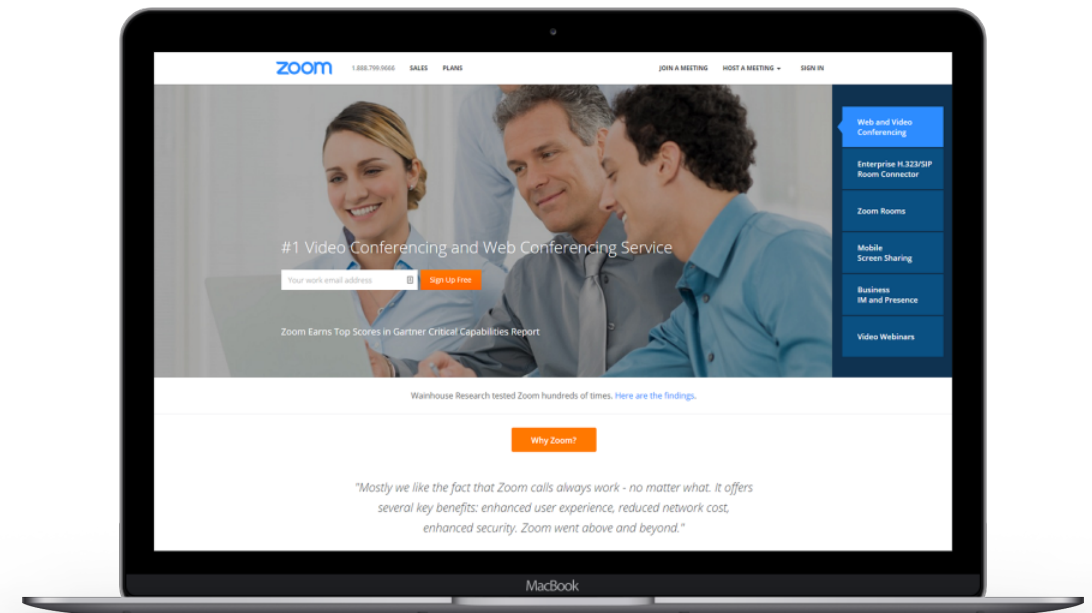 zoom
1.888.799.9666 SALES PLANS JOIN A MEETING HOST A MEETING SIGN IN
#1 Video Conferencing and Web Conferencing Service
Your work email address Sign Up Free
Zoom Earns Top Scores in Gartner Critical Capabilities Report
Web and Video
Conferencing
Enterprise H.323/SIP
Room Connector
Zoom Rooms
Mobile
Screen Sharing
Business
IM and Presence
Video Webinars
Wainhouse Research tested Zoom hundreds of times. Here are the findings.
Why Zoom?
"Mostly we like the fact that Zoom calls always work - no matter what. It offers
several key benefits: enhanced user experience, reduced network cost,
enhanced security. Zoom went above and beyond."
MacBook